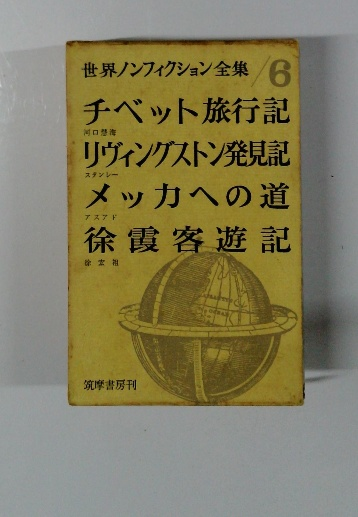 世界ノンフィクション全集/6
チベット旅行記
河口慧海
リヴィングストン発見記
スタンレー
メッカへの道
アスアド
徐霞客遊記
徐宏祖
筑摩書房刊